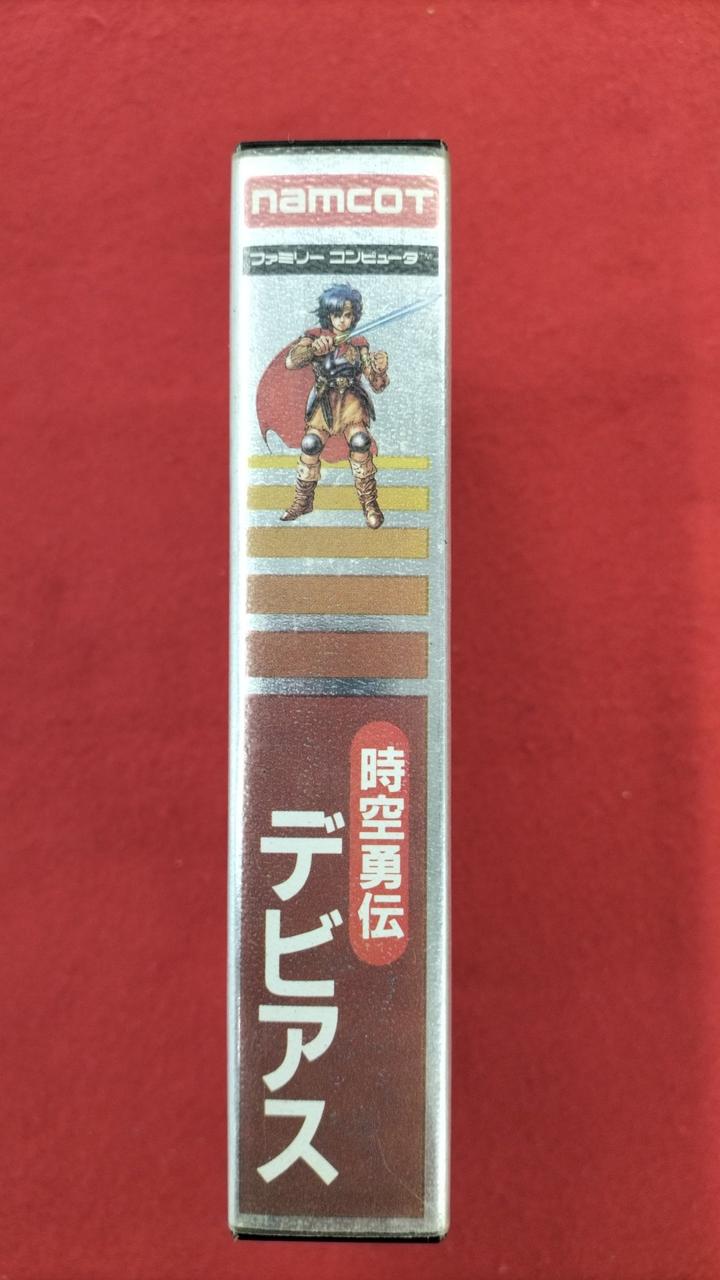 namcot
ファミリー コンピュータ™
時空勇伝
デビアス